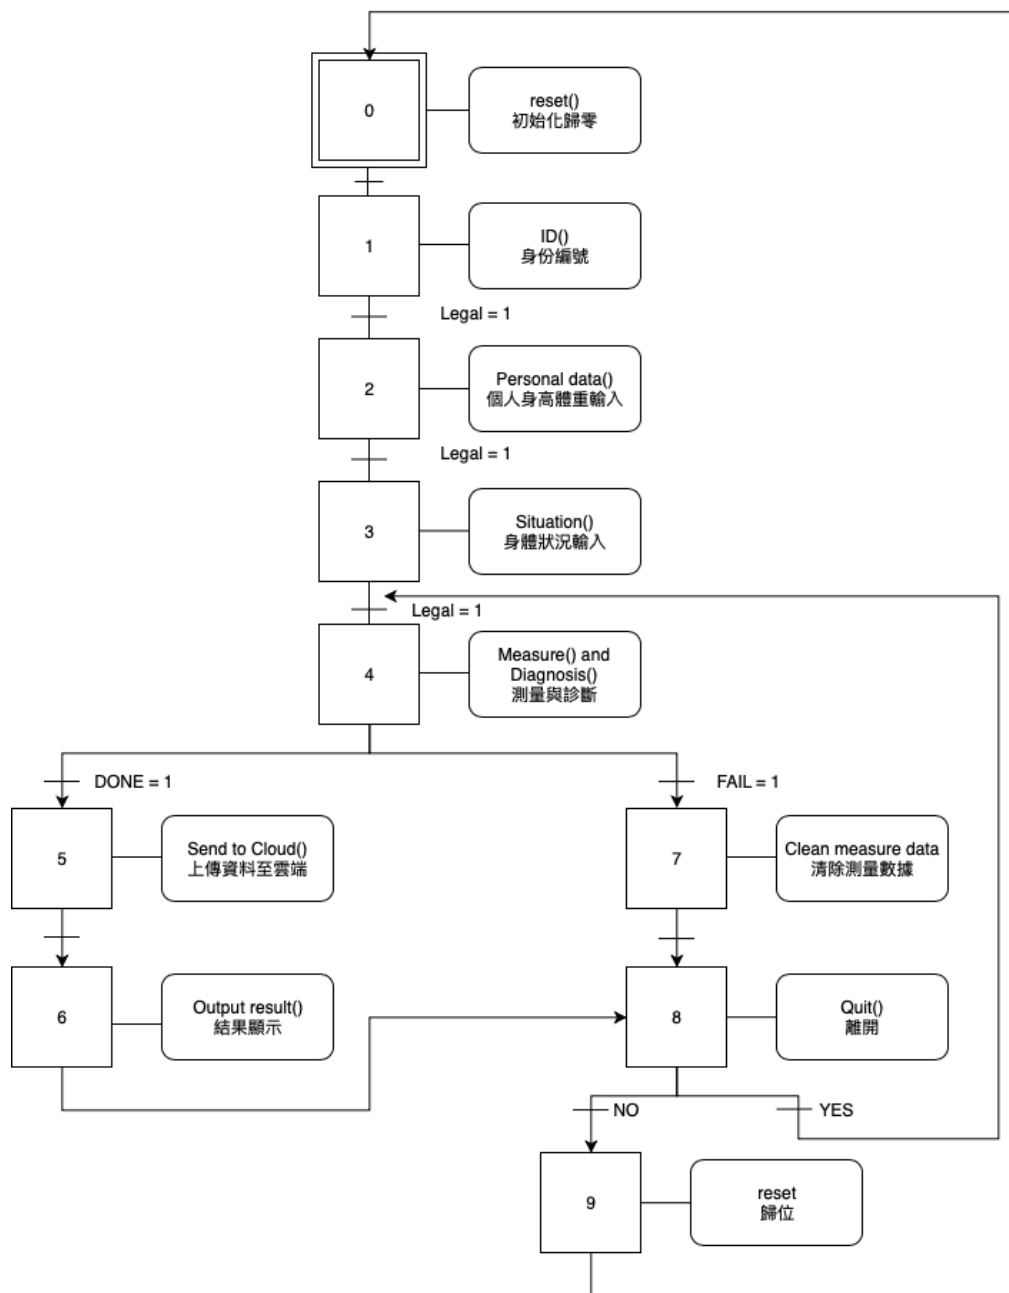 0
reset()
初始化歸零
1
ID()
身份編號
Legal = 1
2
Personal data()
個人身高體重輸入
Legal = 1
3
Situation()
身體狀況輸入
Legal = 1
4
Measure() and
Diagnosis()
測量與診斷
DONE = 1
FAIL = 1
5
Send to Cloud()
上傳資料至雲端
7
Clean measure data
清除測量數據
6
Output result()
結果顯示
8
Quit()
離開
NO
YES
9
reset
歸位